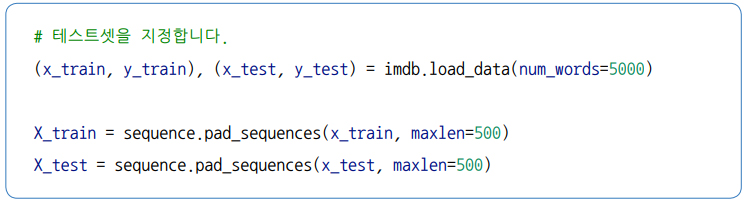 # 테스트셋을 지정합니다.
(x_train, y_train), (x_test, y_test) = imdb.load_data(num_words=5000)
X_train = sequence.pad_sequences(x_train, maxlen=500)
X_test = sequence.pad_sequences(x_test, maxlen=500)